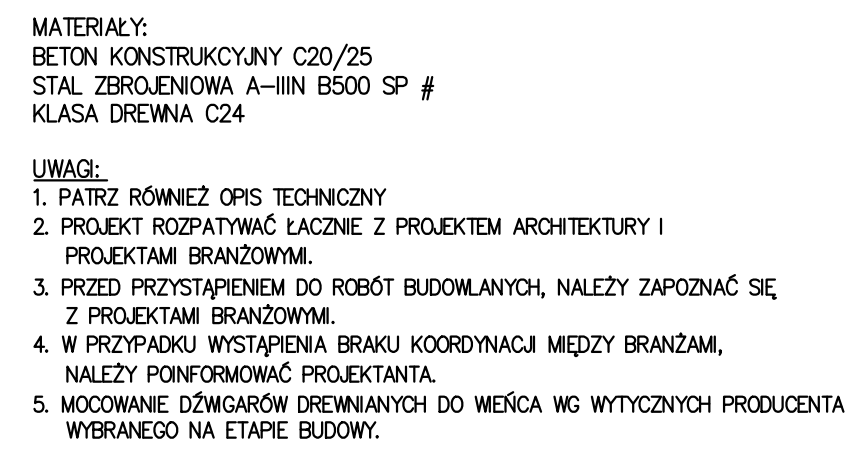 MATERIAŁY:
BETON KONSTRUKCYJNY C20/25
STAL ZBROJENIOWA A-IIIN B500 SP #
KLASA DREWNA C24
UWAGI:
1. PATRZ RÓWNIEŻ OPIS TECHNICZNY
2. PROJEKT ROZPATYWAĆ ŁACZNIE Z PROJEKTEM ARCHITEKTURY I
PROJEKTAMI BRANŻOWYMI.
3. PRZED PRZYSTĄPIENIEM DO ROBÓT BUDOWLANYCH, NALEŻY ZAPOZNAĆ SIĘ
Z PROJEKTAMI BRANŻOWYMI.
4. W PRZYPADKU WYSTĄPIENIA BRAKU KOORDYNACJI MIĘDZY BRANŻAMI,
NALEŻY POINFORMOWAĆ PROJEKTANTA.
5. MOCOWANIE DŹWIGARÓW DREWNIANYCH DO WIEŃCA WG WYTYCZNYCH PRODUCENTA
WYBRANEGO NA ETAPIE BUDOWY.